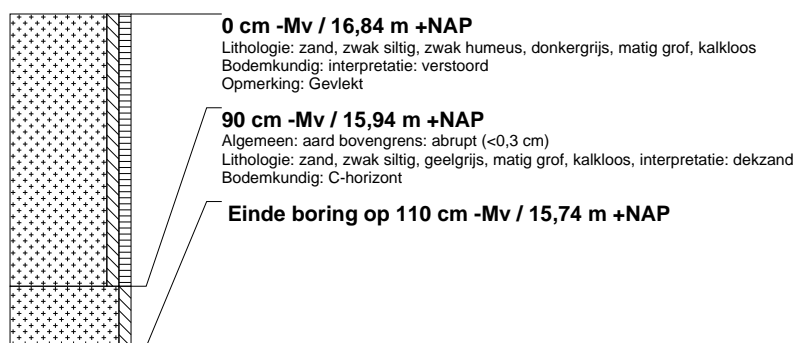 0 cm -Mv / 16,84 m +NAP
Lithologie: zand, zwak siltig, zwak humeus, donkergrijs, matig grof, kalkloos
Bodemkundig: interpretatie: verstoord
Opmerking: Gevlekt
90 cm -Mv / 15,94 m +NAP
Algemeen: aard bovengrens: abrupt (<0,3 cm)
Lithologie: zand, zwak siltig, geelgrijs, matig grof, kalkloos, interpretatie: dekzand
Bodemkundig: C-horizont
Einde boring op 110 cm -Mv / 15,74 m +NAP